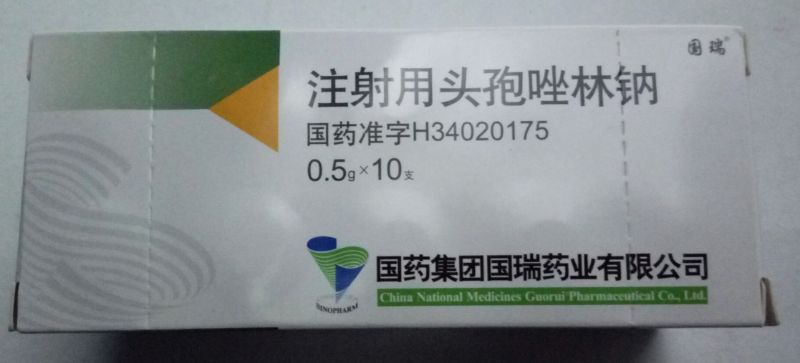 国瑞®
注射用头孢唑林钠
国药准字H34020175
0.5g×10支
国药集团国瑞药业有限公司
China National Medicines Guorui Pharmaceutical Co., Ltd.
SINOPHARM